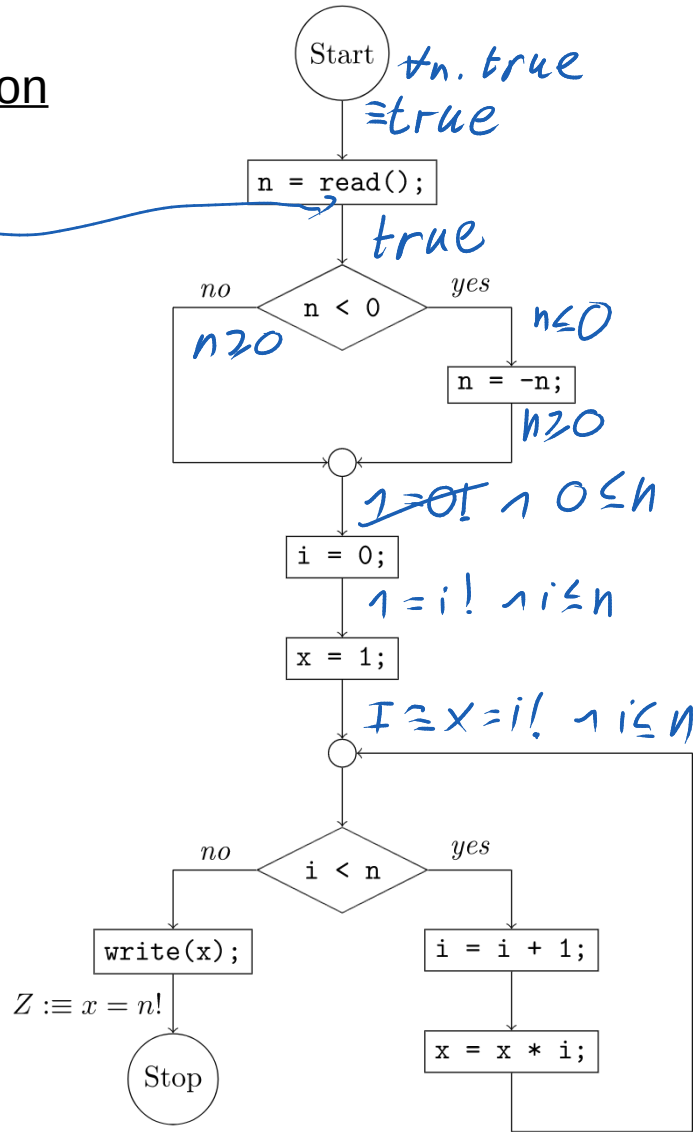 on
Start
∀n. true
≡true
n = read();
true
no
yes
n < 0
n≥0
n≤0
n = -n;
n≥0
1=0! ∧ 0≤n
i = 0;
1=i! ∧ i≤n
x = 1;
I :≡ x=i! ∧ i≤n
no
yes
i < n
write(x);
i = i + 1;
Z :≡ x = n!
x = x * i;
Stop